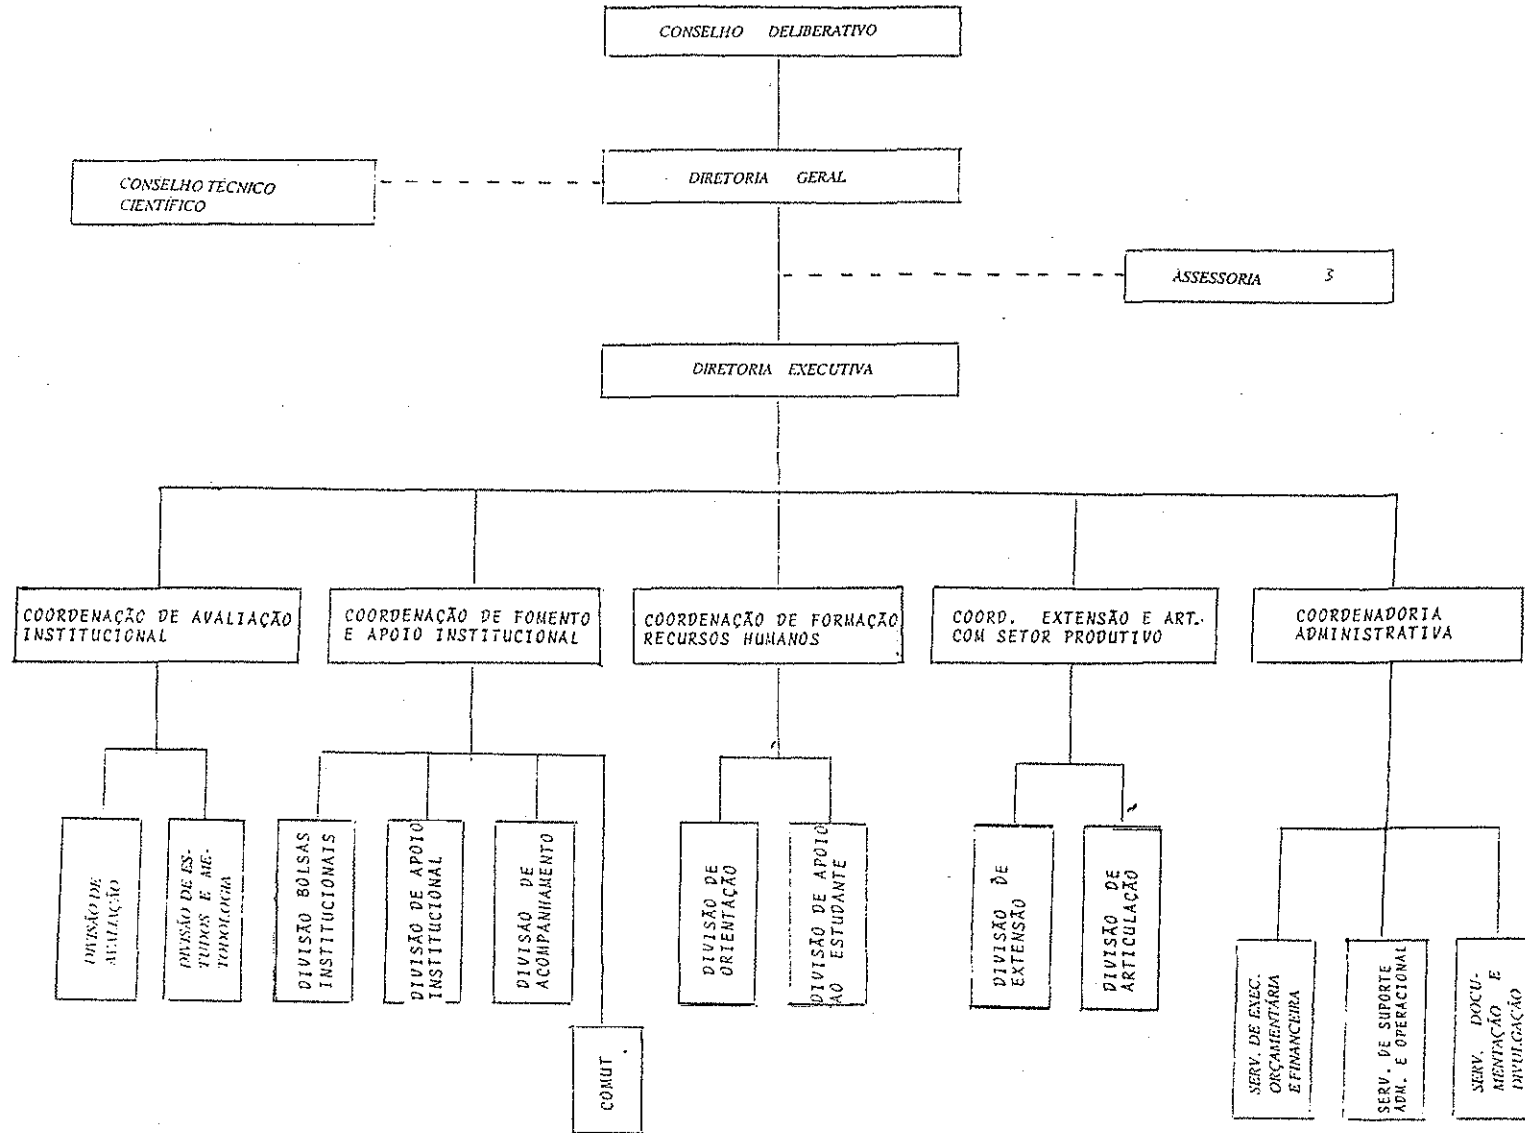 CONSELHO DELIBERATIVO
CONSELHO TÉCNICO
CIENTÍFICO
DIRETORIA GERAL
ASSESSORIA 3
DIRETORIA EXECUTIVA
COORDENAÇÃO DE AVALIAÇÃO
INSTITUCIONAL
COORDENAÇÃO DE FOMENTO
E APOIO INSTITUCIONAL
COORDENAÇÃO DE FORMAÇÃO
RECURSOS HUMANOS
COORD. EXTENSÃO E ART.
COM SETOR PRODUTIVO
COORDENADORIA
ADMINISTRATIVA
DIVISÃO DE
AVALIAÇÃO
DIVISÃO DE ES-
TUDOS E ME-
TODOLOGIA
DIVISÃO BOLSAS
INSTITUCIONAIS
DIVISÃO DE APOIO
INSTITUCIONAL
DIVISÃO DE
ACOMPANHAMENTO
COMUT
DIVISÃO DE
ORIENTAÇÃO
DIVISÃO DE APOIO
AO ESTUDANTE
DIVISÃO DE
EXTENSÃO
DIVISÃO DE
ARTICULAÇÃO
SERV. DE EXEC.
ORÇAMENTÁRIA
E FINANCEIRA
SERV. DE SUPORTE
ADM. E OPERACIONAL
SERV. DOCU-
MENTAÇÃO E
DIVULGAÇÃO